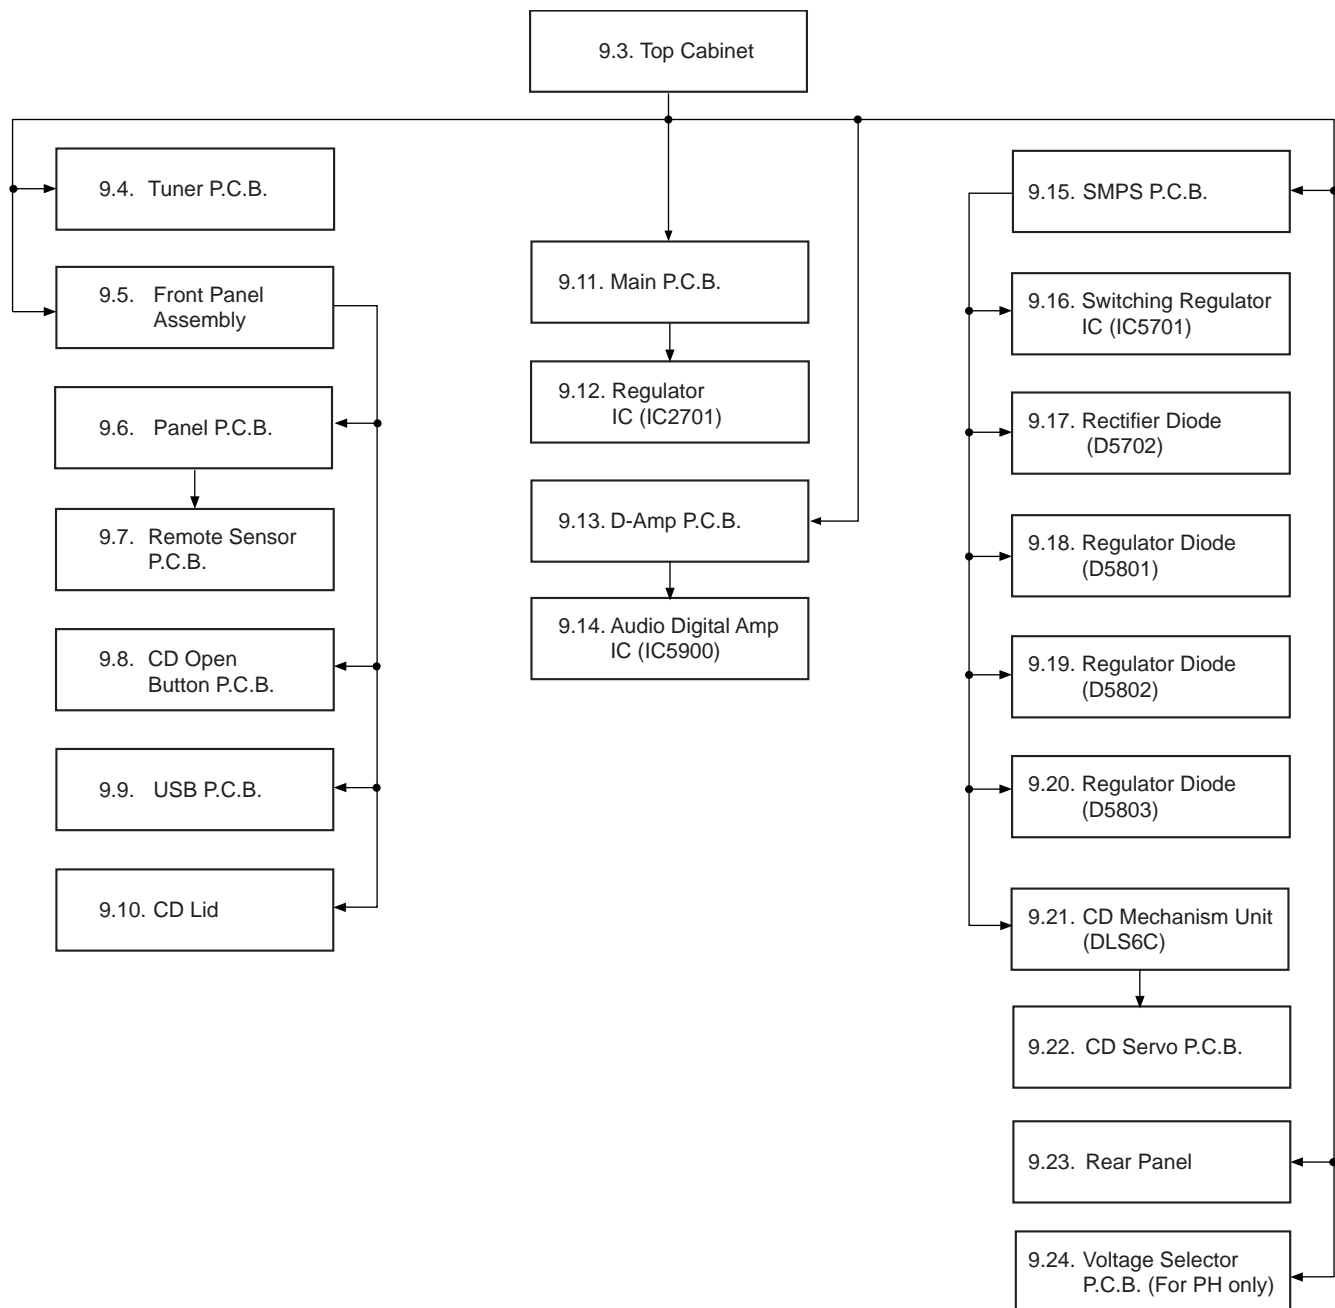 9.3. Top Cabinet
9.4. Tuner P.C.B.
9.5. Front Panel
Assembly
9.6. Panel P.C.B.
9.7. Remote Sensor
P.C.B.
9.8. CD Open
Button P.C.B.
9.9. USB P.C.B.
9.10. CD Lid
9.11. Main P.C.B.
9.12. Regulator
IC (IC2701)
9.13. D-Amp P.C.B.
9.14. Audio Digital Amp
IC (IC5900)
9.15. SMPS P.C.B.
9.16. Switching Regulator
IC (IC5701)
9.17. Rectifier Diode
(D5702)
9.18. Regulator Diode
(D5801)
9.19. Regulator Diode
(D5802)
9.20. Regulator Diode
(D5803)
9.21. CD Mechanism Unit
(DLS6C)
9.22. CD Servo P.C.B.
9.23. Rear Panel
9.24. Voltage Selector
P.C.B. (For PH only)